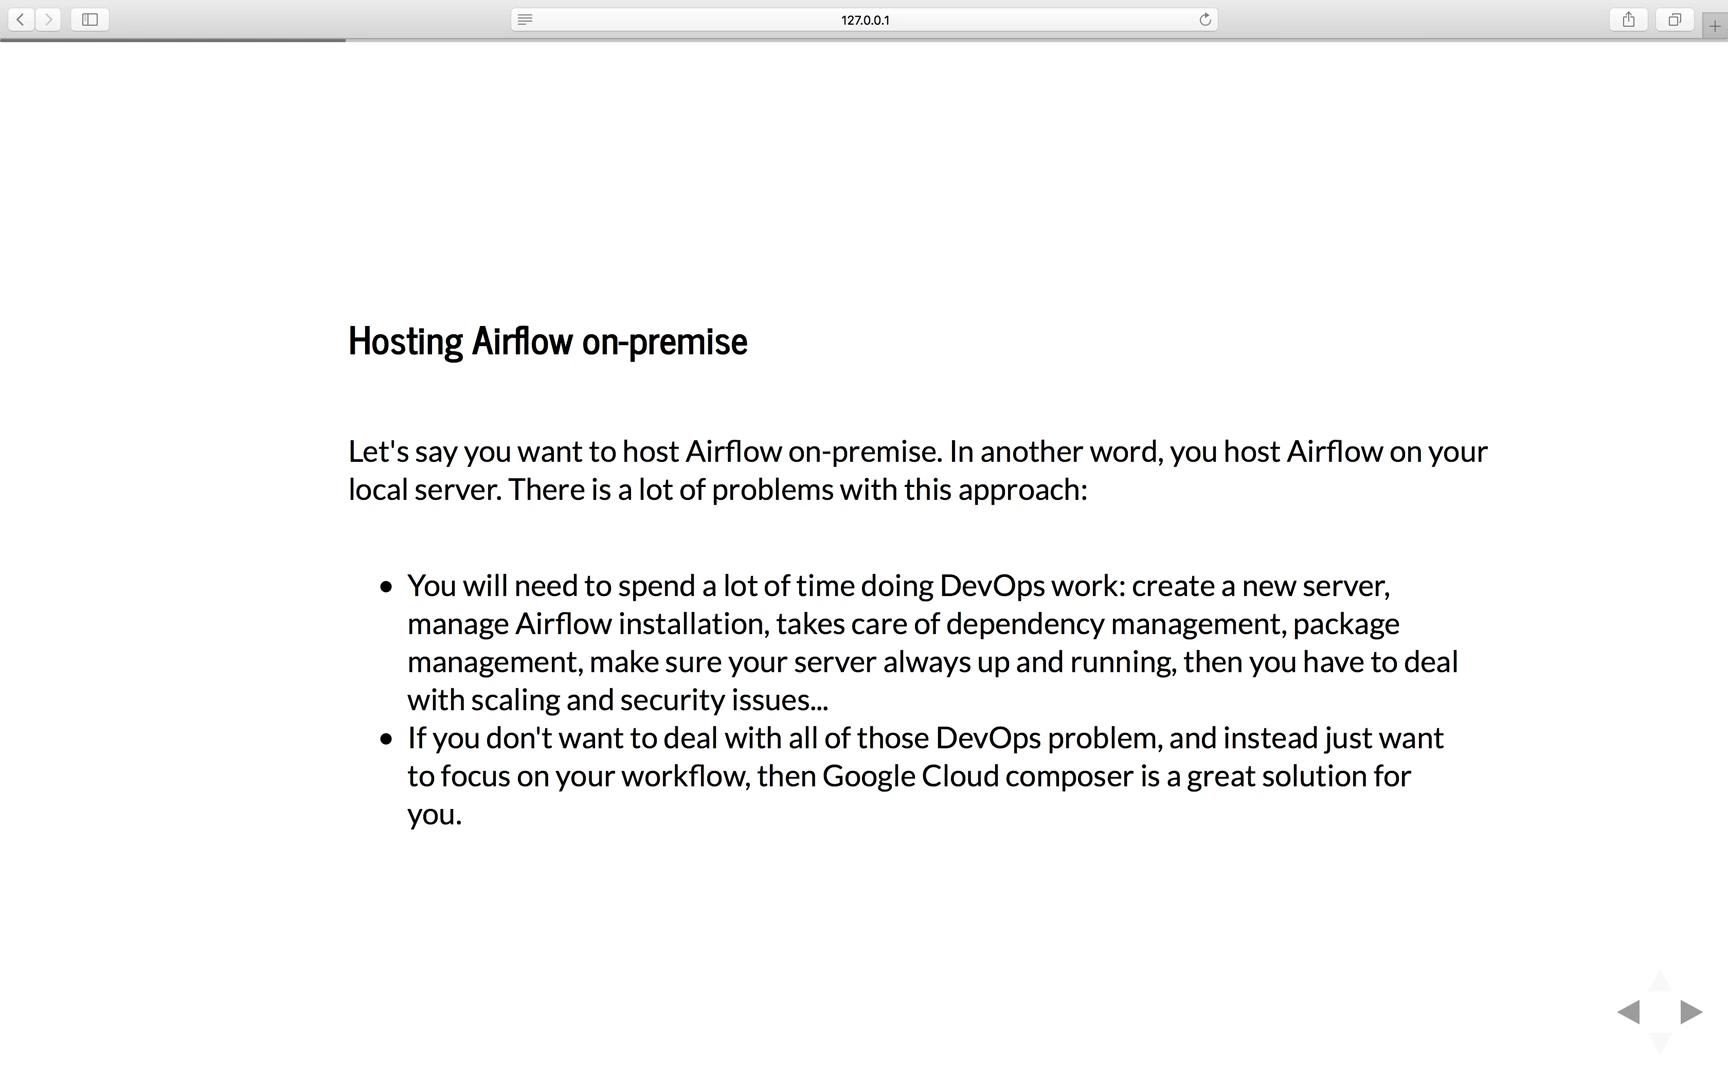 127.0.0.1
Hosting Airflow on-premise
Let's say you want to host Airflow on-premise. In another word, you host Airflow on your
local server. There is a lot of problems with this approach:
• You will need to spend a lot of time doing DevOps work: create a new server,
manage Airflow installation, takes care of dependency management, package
management, make sure your server always up and running, then you have to deal
with scaling and security issues...
• If you don't want to deal with all of those DevOps problem, and instead just want
to focus on your workflow, then Google Cloud composer is a great solution for
you.